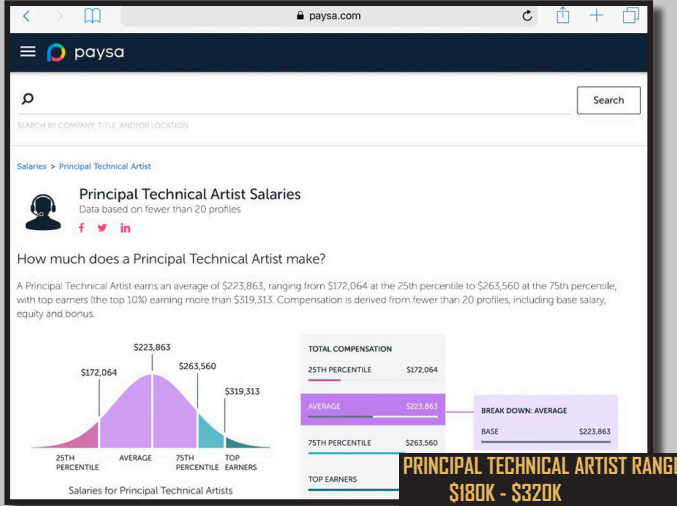 paysa.com
paysa
Search
SEARCH BY COMPANY, TITLE, AND/OR LOCATION
Salaries > Principal Technical Artist
Principal Technical Artist Salaries
Data based on fewer than 20 profiles
f in
How much does a Principal Technical Artist make?
A Principal Technical Artist earns an average of $223,863, ranging from $172,064 at the 25th percentile to $263,560 at the 75th percentile,
with top earners (the top 10%) earning more than $319,313. Compensation is derived from fewer than 20 profiles, including base salary,
equity and bonus.
$223,863
$172,064
$263,560
$319,313
25TH PERCENTILE
AVERAGE
75TH PERCENTILE
TOP EARNERS
Salaries for Principal Technical Artists
TOTAL COMPENSATION
25TH PERCENTILE $172,064
AVERAGE $223,863
75TH PERCENTILE $263,560
TOP EARNERS
BREAK DOWN: AVERAGE
BASE $223,863
PRINCIPAL TECHNICAL ARTIST RANGE
$180K - $320K